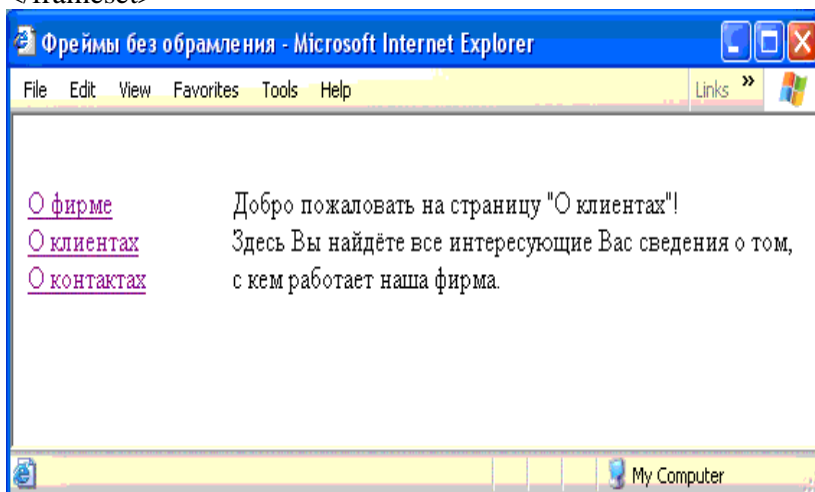 </frameset>
Фреймы без обрамления - Microsoft Internet Explorer
File Edit View Favorites Tools Help Links »
О фирме
О клиентах
О контактах
Добро пожаловать на страницу "О клиентах"!
Здесь Вы найдёте все интересующие Вас сведения о том,
с кем работает наша фирма.
My Computer